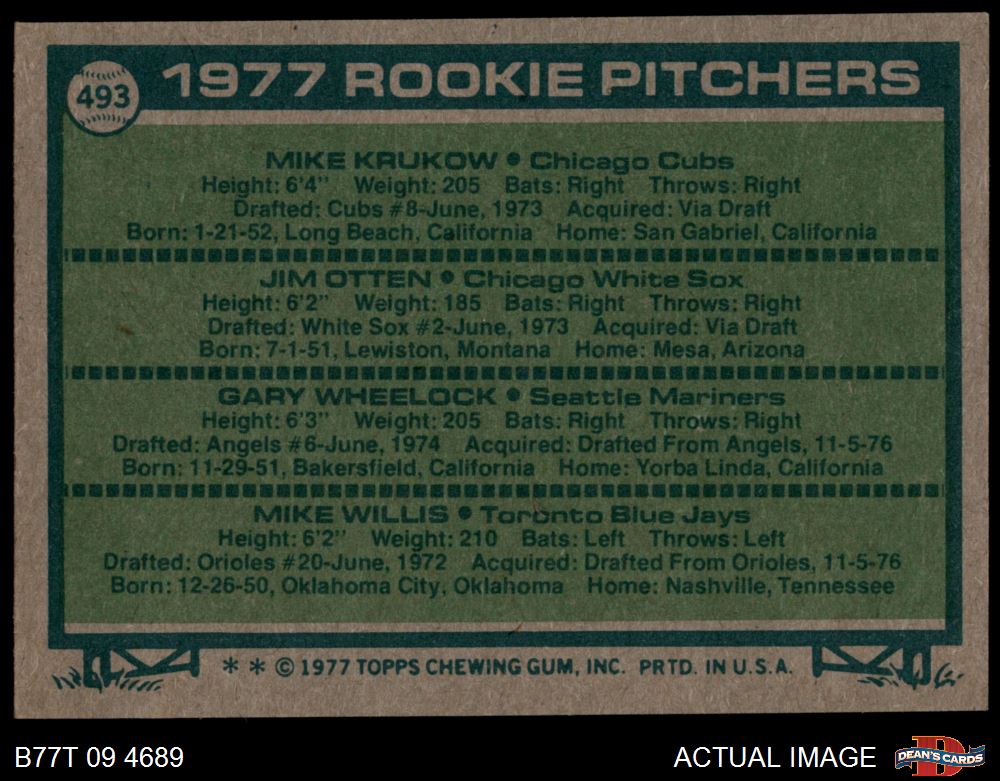 493
1977 ROOKIE PITCHERS
MIKE KRUKOW • Chicago Cubs
Height: 6'4" Weight: 205 Bats: Right Throws: Right
Drafted: Cubs #8-June, 1973 Acquired: Via Draft
Born: 1-21-52, Long Beach, California Home: San Gabriel, California
JIM OTTEN • Chicago White Sox
Height: 6'2" Weight: 185 Bats: Right Throws: Right
Drafted: White Sox #2-June, 1973 Acquired: Via Draft
Born: 7-1-51, Lewiston, Montana Home: Mesa, Arizona
GARY WHEELOCK • Seattle Mariners
Height: 6'3" Weight: 205 Bats: Right Throws: Right
Drafted: Angels #6-June, 1974 Acquired: Drafted From Angels, 11-5-76
Born: 11-29-51, Bakersfield, California Home: Yorba Linda, California
MIKE WILLIS • Toronto Blue Jays
Height: 6'2" Weight: 210 Bats: Left Throws: Left
Drafted: Orioles #20-June, 1972 Acquired: Drafted From Orioles, 11-5-76
Born: 12-26-50, Oklahoma City, Oklahoma Home: Nashville, Tennessee
* * © 1977 TOPPS CHEWING GUM, INC. PRTD. IN U.S.A.
B77T 09 4689
ACTUAL IMAGE
D
DEAN'S CARDS